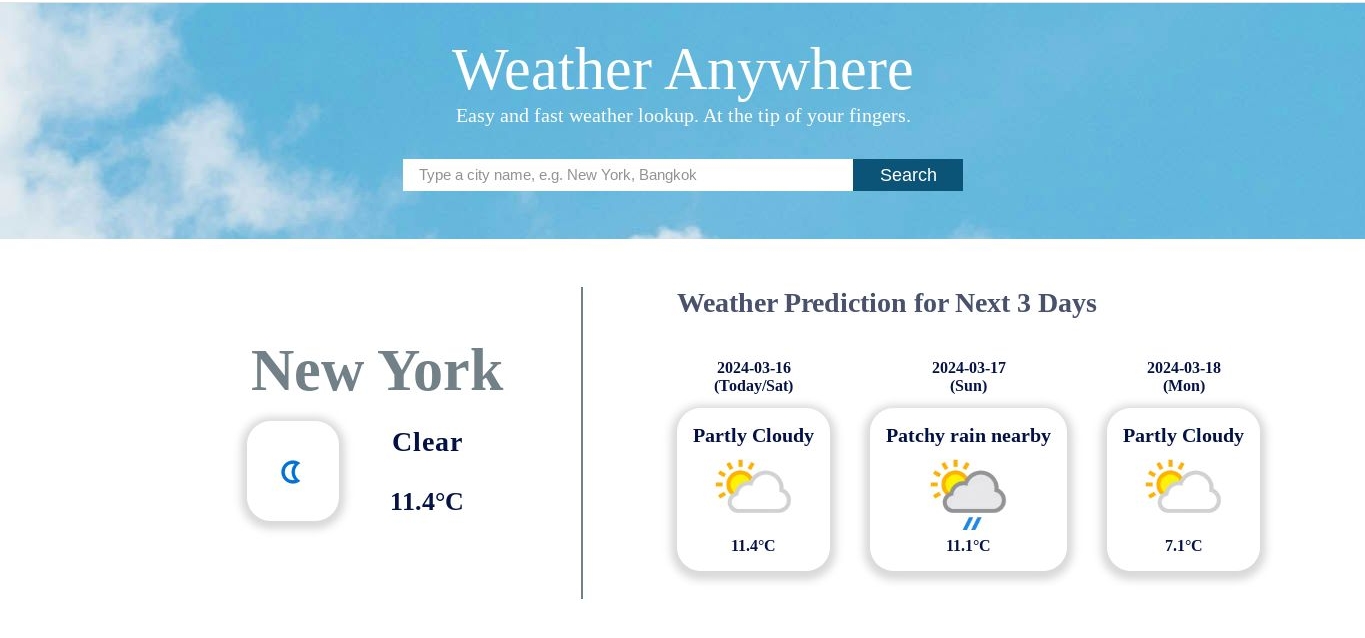 Weather Anywhere
Easy and fast weather lookup. At the tip of your fingers.
Type a city name, e.g. New York, Bangkok
Search
New York
Clear
11.4°C
Weather Prediction for Next 3 Days
2024-03-16
(Today/Sat)
Partly Cloudy
11.4°C
2024-03-17
(Sun)
Patchy rain nearby
11.1°C
2024-03-18
(Mon)
Partly Cloudy
7.1°C